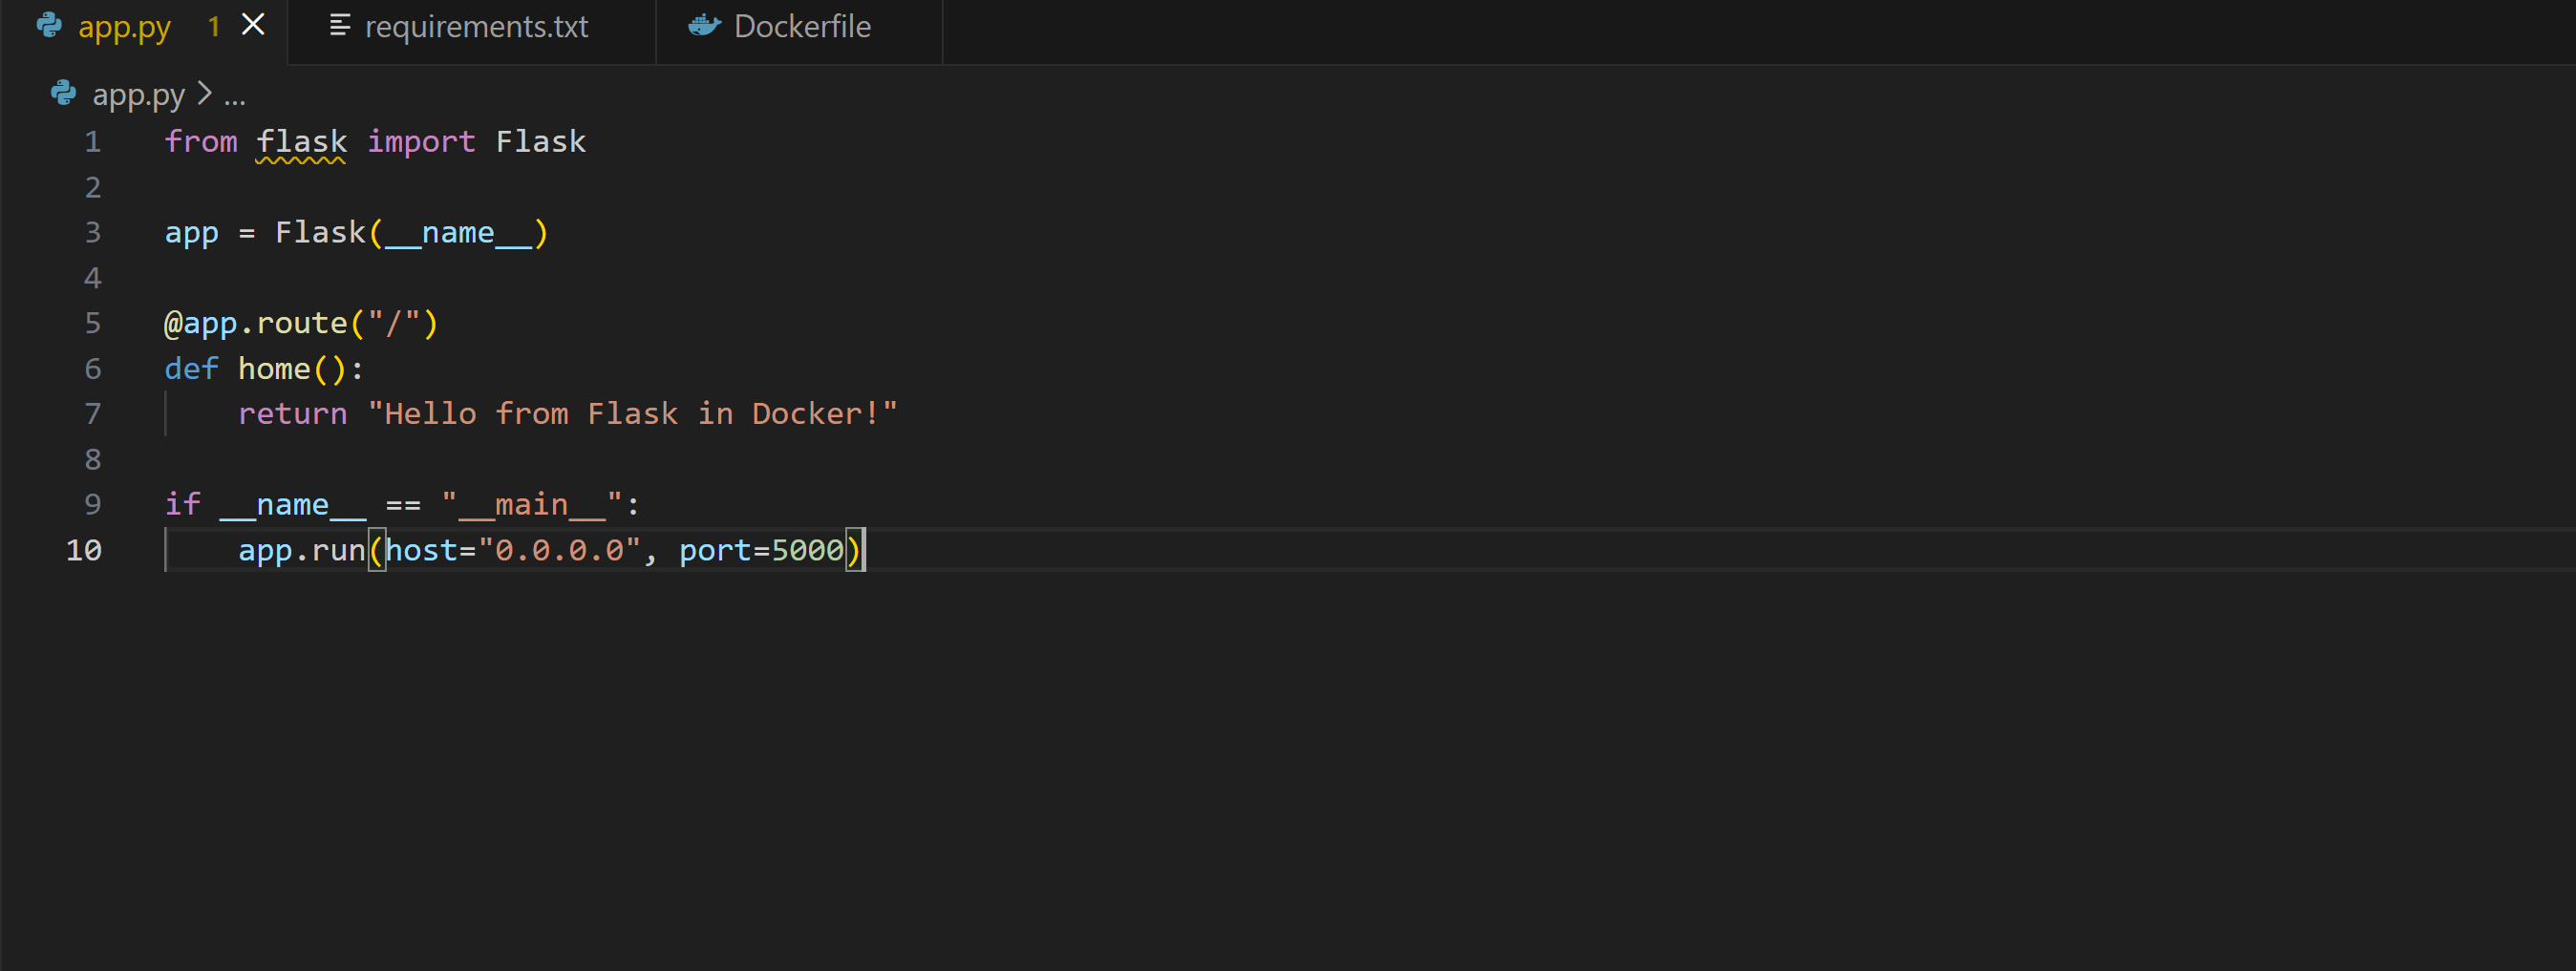 app.py 1 requirements.txt Dockerfile
app.py > ...
1 from flask import Flask
2
3 app = Flask(__name__)
4
5 @app.route("/")
6 def home():
7     return "Hello from Flask in Docker!"
8
9 if __name__ == "__main__":
10     app.run(host="0.0.0.0", port=5000)